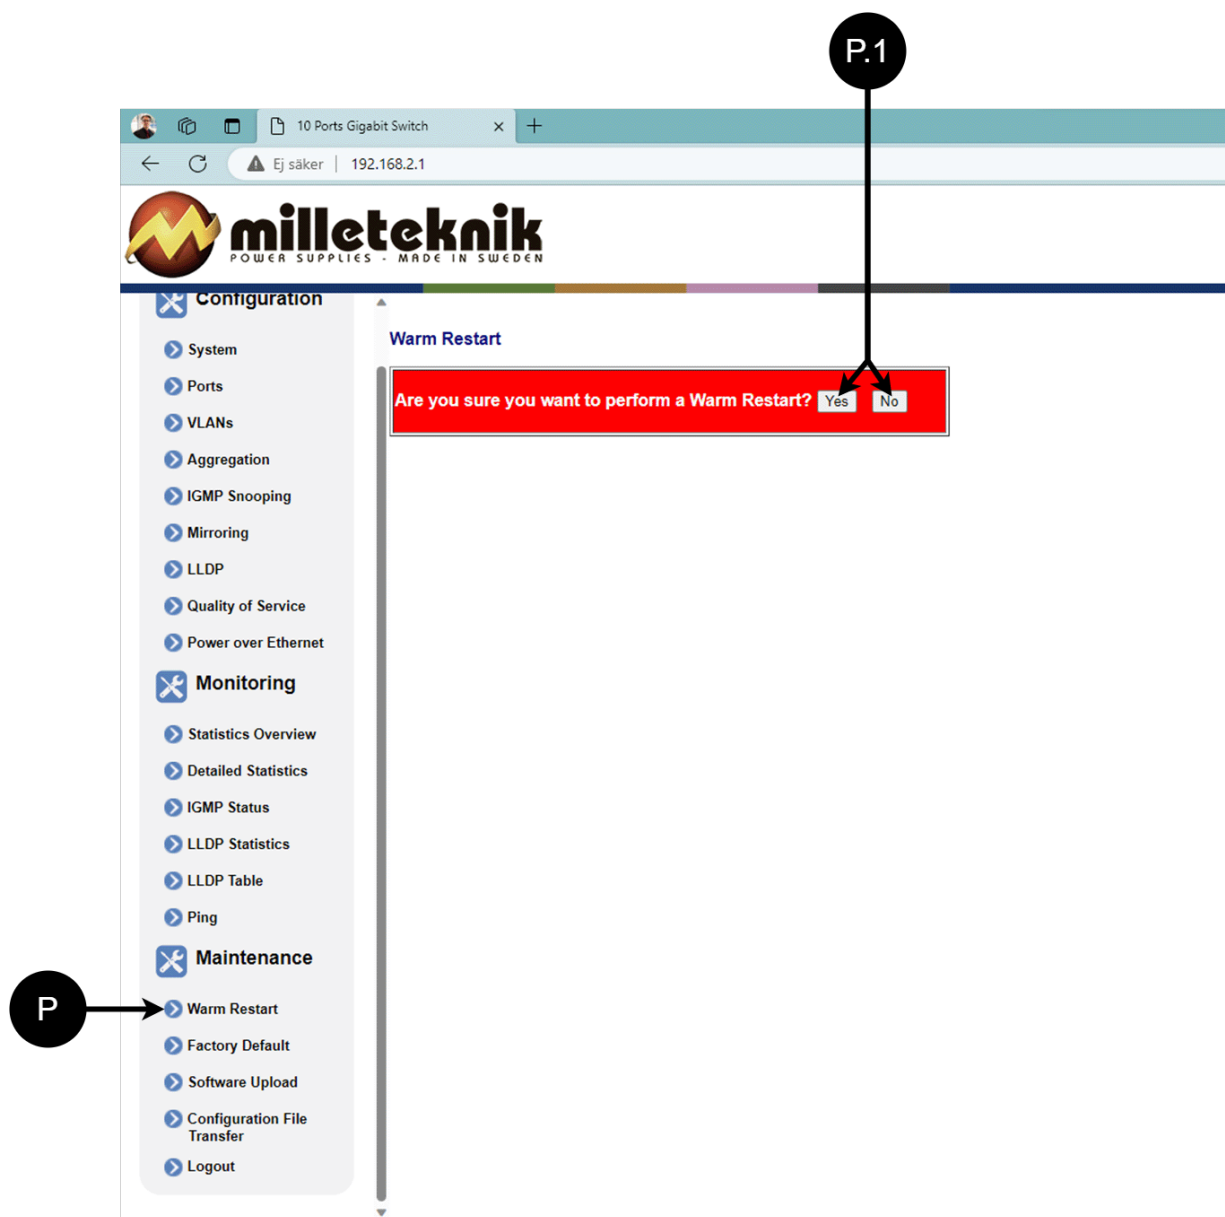 P.1
10 Ports Gigabit Switch
Ej säker | 192.168.2.1
milleteknik
POWER SUPPLIES - MADE IN SWEDEN
Configuration
System
Ports
VLANs
Aggregation
IGMP Snooping
Mirroring
LLDP
Quality of Service
Power over Ethernet
Monitoring
Statistics Overview
Detailed Statistics
IGMP Status
LLDP Statistics
LLDP Table
Ping
Maintenance
P
Warm Restart
Factory Default
Software Upload
Configuration File
Transfer
Logout
Warm Restart
Are you sure you want to perform a Warm Restart? Yes No